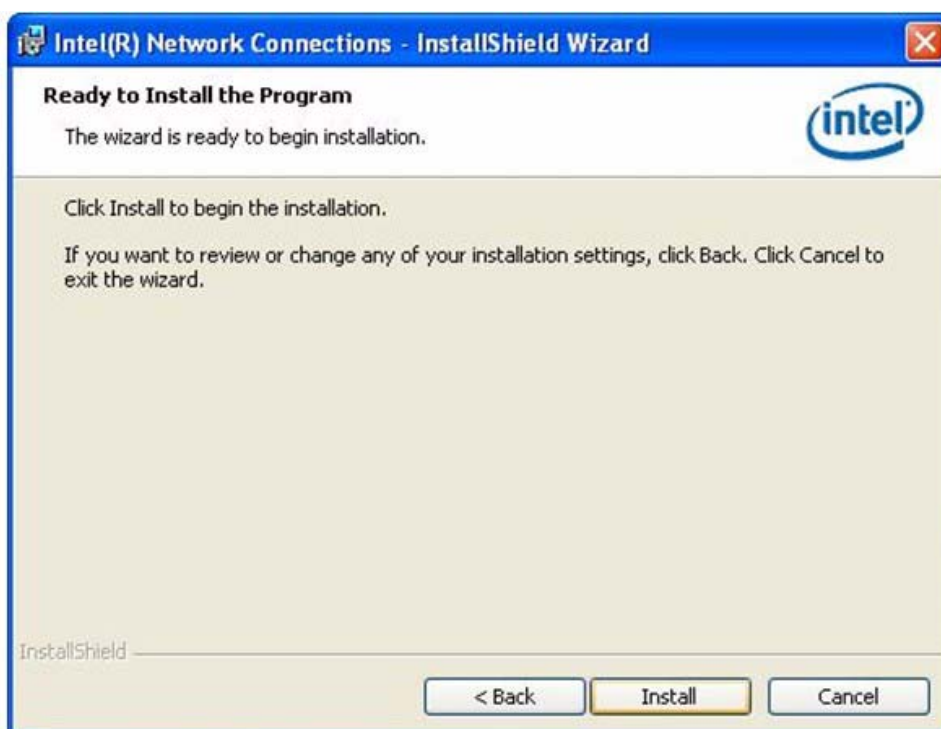 Intel(R) Network Connections - InstallShield Wizard
Ready to Install the Program
The wizard is ready to begin installation.
intel
Click Install to begin the installation.
If you want to review or change any of your installation settings, click Back. Click Cancel to
exit the wizard.
InstallShield
< Back
Install
Cancel